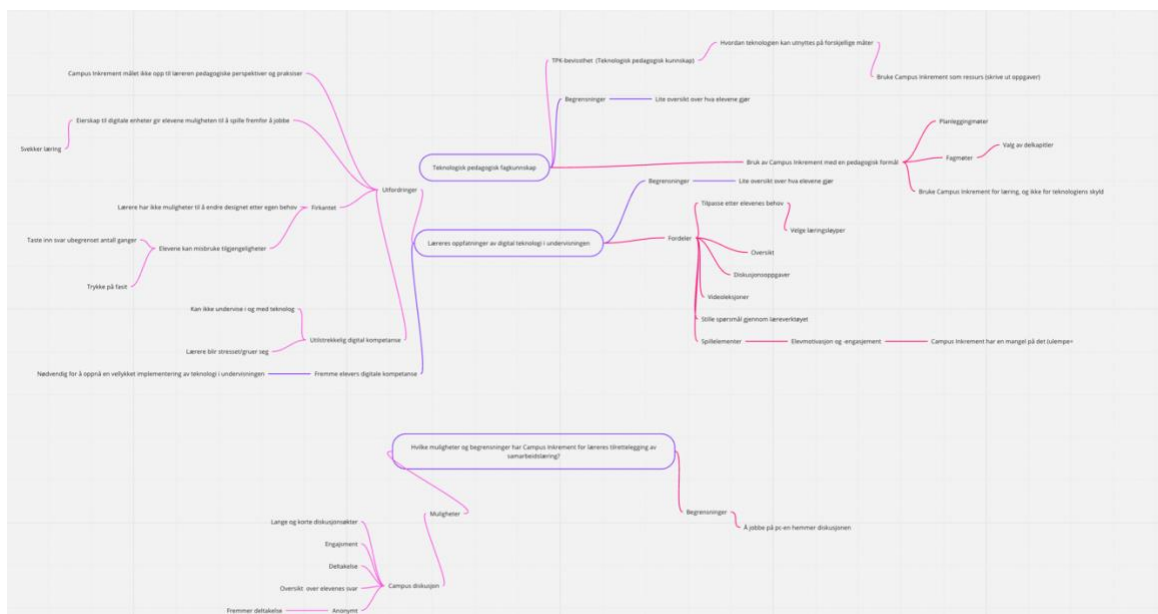 Hvordan teknologien kan utnyttes på forskjellige måter
TPK-bevissthet (Teknologisk pedagogisk kunnskap)
Bruke Campus Inkrement som ressurs (skrive ut oppgaver)
Campus Inkrement målet ikke opp til læreren pedagogiske perspektiver og praksiser
Begrensninger
Lite oversikt over hva elevene gjør
Planleggingmøter
Eierskap til digitale enheter gir elevene muligheten til å spille fremfor å jobbe
Svekker læring
Valg av delkapitler
Fagmøter
Teknologisk pedagogisk fagkunnskap
Bruk av Campus Inkrement med en pedagogisk formål
Begrensninger
Lite oversikt over hva elevene gjør
Utfordringer
Bruke Campus Inkrement for læring, og ikke for teknologiens skyld
Tilpasse etter elevenes behov
Lærere har ikke muligheter til å endre designet etter egen behov
Firkantet
Velge læringsløyper
Taste inn svar ubegrenset antall ganger
Elevene kan misbruke tilgjengeligheter
Læreres oppfatninger av digital teknologi i undervisningen
Fordeler
Oversikt
Diskusjonsoppgaver
Trykke på fasit
Videoleksjoner
Kan ikke undervise i og med teknolog
Stille spørsmål gjennom læreverktøyet
Utilstrekkelig digital kompetanse
Spillelementer
Elevmotivasjon og -engasjement
Campus Inkrement har en mangel på det (ulempe=
Lærere blir stresset/gruer seg
Nødvendig for å oppnå en vellykket implementering av teknologi i undervisningen
Fremme elevers digitale kompetanse
Hvilke muligheter og begrensninger har Campus Inkrement for læreres tilrettelegging av
samarbeidslæring?
Muligheter
Begrensninger
Lange og korte diskusjonsøkter
Å jobbe på pc-en hemmer diskusjonen
Engajsment
Deltakelse
Campus diskusjon
Oversikt over elevenes svar
Fremmer deltakelse
Anonymt